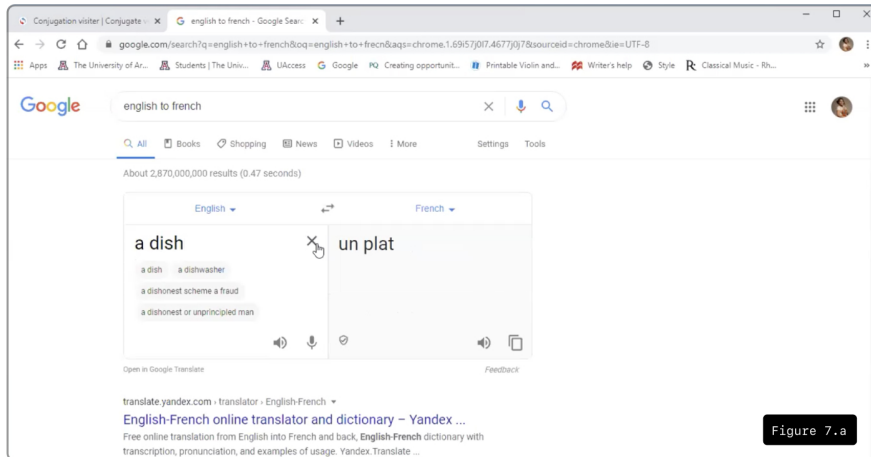 Conjugation visiter | Conjugate v
english to french - Google Searc
google.com/search?q=english+to+french&oq=english+to+frecn&aqs=chrome.1.69i57j0l7.4677j0j7&sourceid=chrome&ie=UTF-8
Apps The University of Ar... Students | The Univ... UAccess Google Creating opportunit... Printable Violin and... Writer's help Style Classical Music - Rh...
Google english to french
All Books Shopping News Videos More Settings Tools
About 2,870,000,000 results (0.47 seconds)
English French
a dish un plat
a dish a dishwasher
a dishonest scheme a fraud
a dishonest or unprincipled man
Open in Google Translate Feedback
translate.yandex.com › translator › English-French
English-French online translator and dictionary – Yandex ...
Free online translation from English into French and back, English-French dictionary with
transcription, pronunciation, and examples of usage. Yandex.Translate ...
Figure 7.a